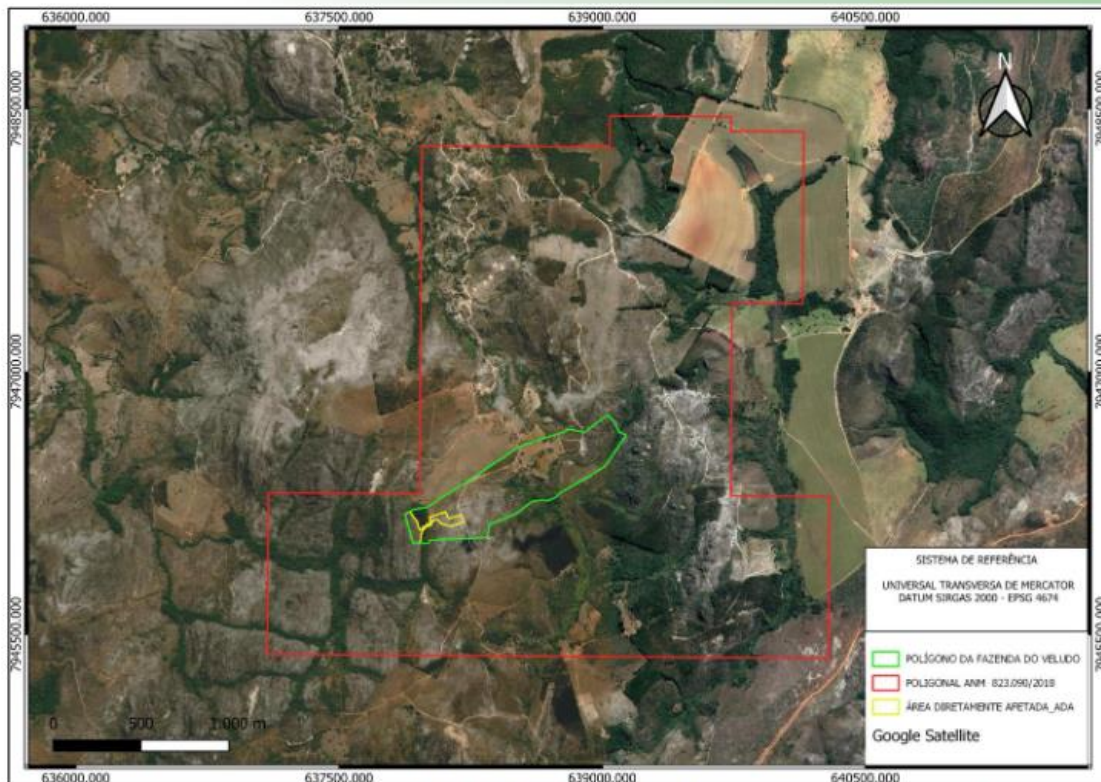 636000.000 637500.000 639000.000 640500.000
7948500.000 7948500.000
N
7947000.000 7947000.000
7945500.000 7945500.000
SISTEMA DE REFERÊNCIA
UNIVERSAL TRANSVERSA DE MERCATOR
DATUM SIRGAS 2000 - EPSG 4674
POLÍGONO DA FAZENDA DO VELUDO
POLIGONAL ANM 823.090/2018
ÁREA DIRETAMENTE AFETADA_ADA
Google Satellite
0 500 1.000 m
636000.000 637500.000 639000.000 640500.000